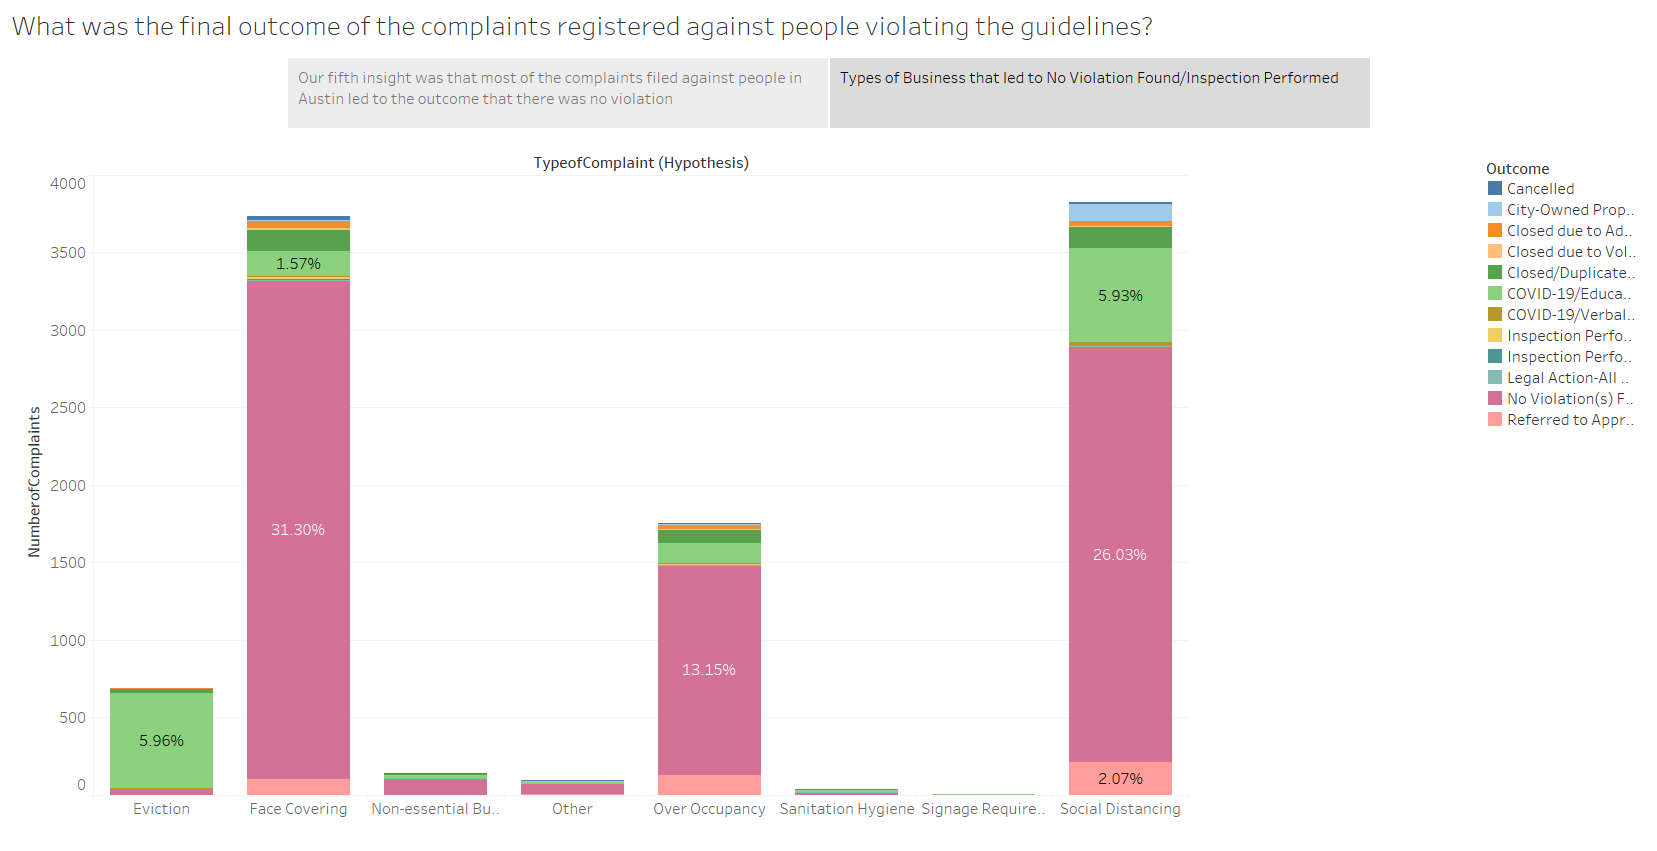 What was the final outcome of the complaints registered against people violating the guidelines?
Our fifth insight was that most of the complaints filed against people in
Austin led to the outcome that there was no violation
Types of Business that led to No Violation Found/Inspection Performed
TypeofComplaint (Hypothesis)
NumberofComplaints
4000
3500
3000
2500
2000
1500
1000
500
0
5.96%
1.57%
31.30%
13.15%
5.93%
26.03%
2.07%
Eviction
Face Covering
Non-essential Bu..
Other
Over Occupancy
Sanitation Hygiene
Signage Require..
Social Distancing
Outcome
Cancelled
City-Owned Prop..
Closed due to Ad..
Closed due to Vol..
Closed/Duplicate..
COVID-19/Educa..
COVID-19/Verbal..
Inspection Perfo..
Inspection Perfo..
Legal Action-All ..
No Violation(s) F..
Referred to Appr..